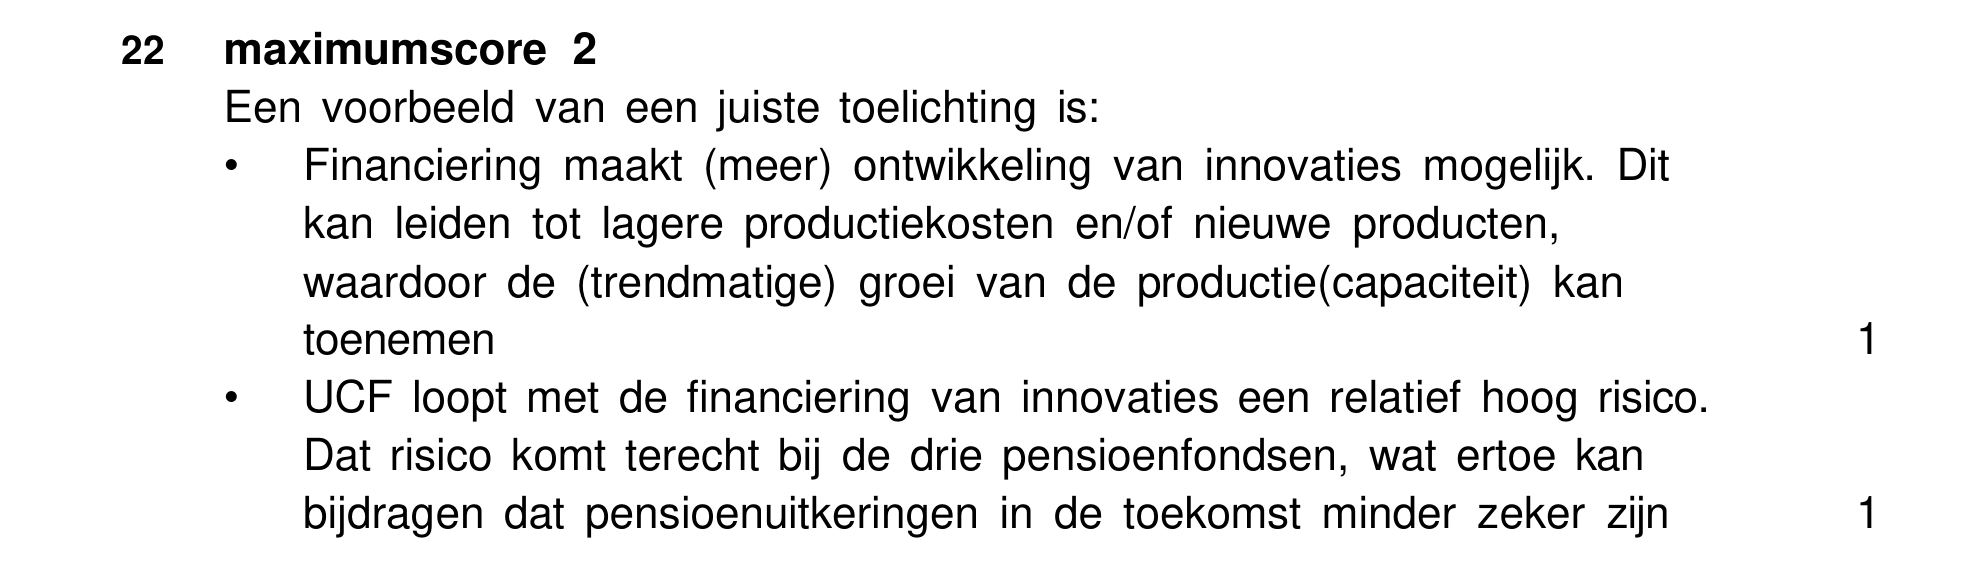 22 maximumscore 2
Een voorbeeld van een juiste toelichting is:
• Financiering maakt (meer) ontwikkeling van innovaties mogelijk. Dit
kan leiden tot lagere productiekosten en/of nieuwe producten,
waardoor de (trendmatige) groei van de productie(capaciteit) kan
toenemen 1
• UCF loopt met de financiering van innovaties een relatief hoog risico.
Dat risico komt terecht bij de drie pensioenfondsen, wat ertoe kan
bijdragen dat pensioenuitkeringen in de toekomst minder zeker zijn 1